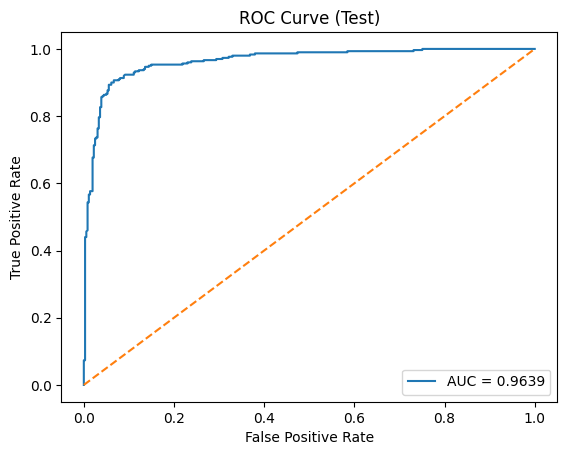 ROC Curve (Test)
True Positive Rate
1.0
0.8
0.6
0.4
0.2
0.0
AUC = 0.9639
0.0 0.2 0.4 0.6 0.8 1.0
False Positive Rate